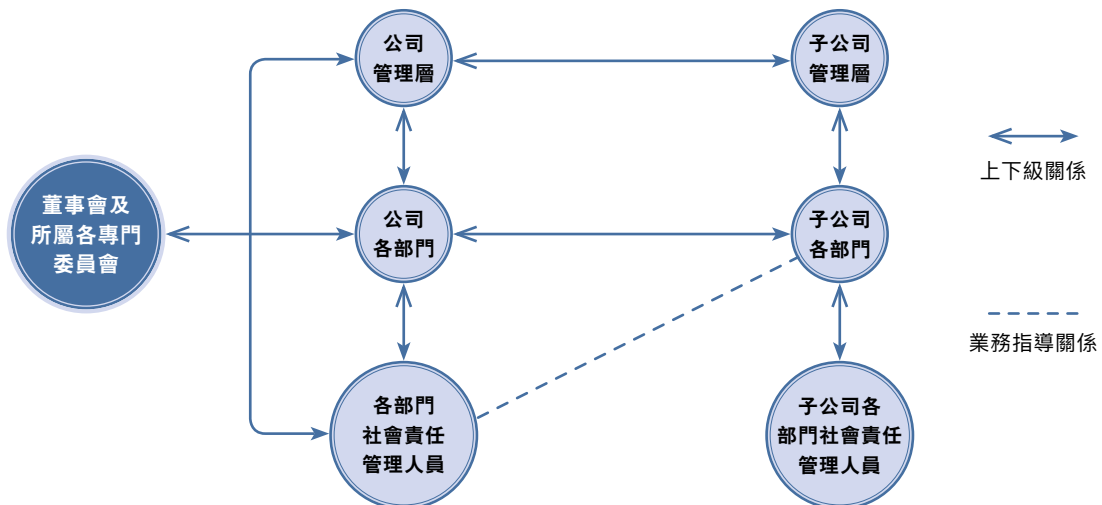 公司
管理層
子公司
管理層
上下級關係
董事會及
所屬各專門
委員會
公司
各部門
子公司
各部門
業務指導關係
各部門
社會責任
管理人員
子公司各
部門社會責任
管理人員